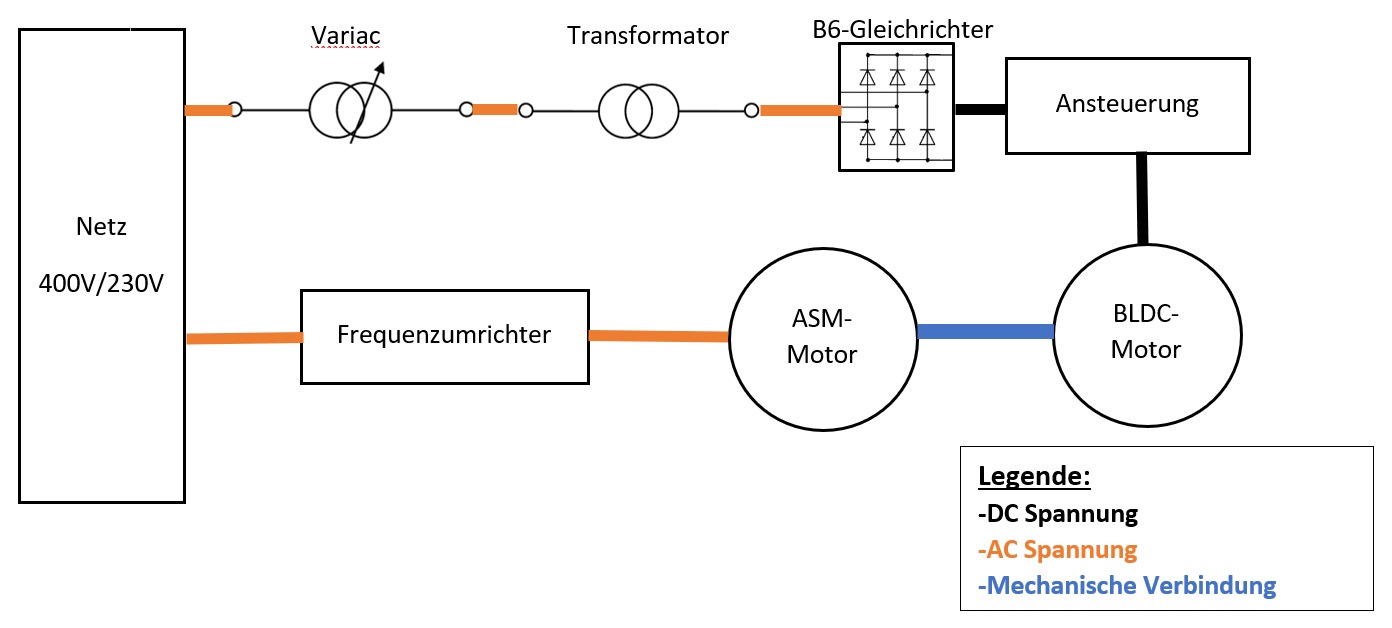 Variac
Transformator
B6-Gleichrichter
Ansteuerung
Netz
400V/230V
Frequenzumrichter
ASM-
Motor
BLDC-
Motor
Legende:
-DC Spannung
-AC Spannung
-Mechanische Verbindung